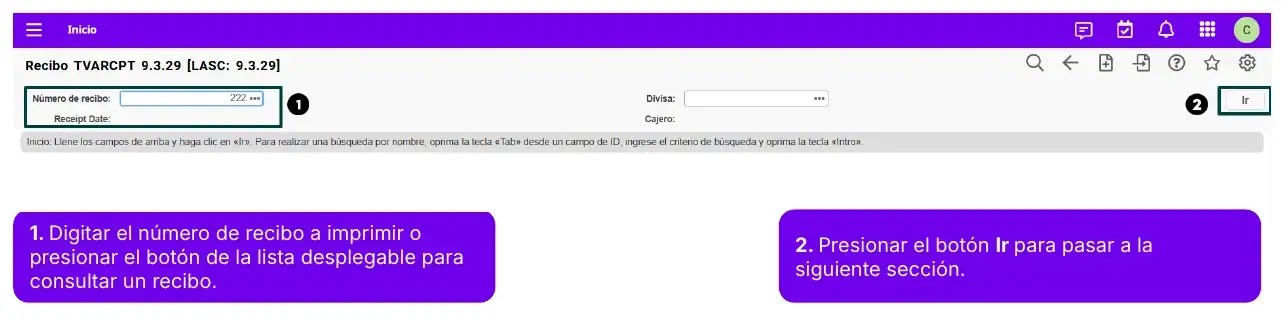 Inicio
C
Recibo TVARCPT 9.3.29 [LASC: 9.3.29]
Número de recibo: 222 ••• 1 Divisa: ••• 2 Ir
Receipt Date: Cajero:
Inicio: Llene los campos de arriba y haga clic en «Ir». Para realizar una búsqueda por nombre, oprima la tecla «Tab» desde un campo de ID, ingrese el criterio de búsqueda y oprima la tecla «Intro».
1. Digitar el número de recibo a imprimir o
presionar el botón de la lista desplegable para
consultar un recibo.
2. Presionar el botón Ir para pasar a la
siguiente sección.